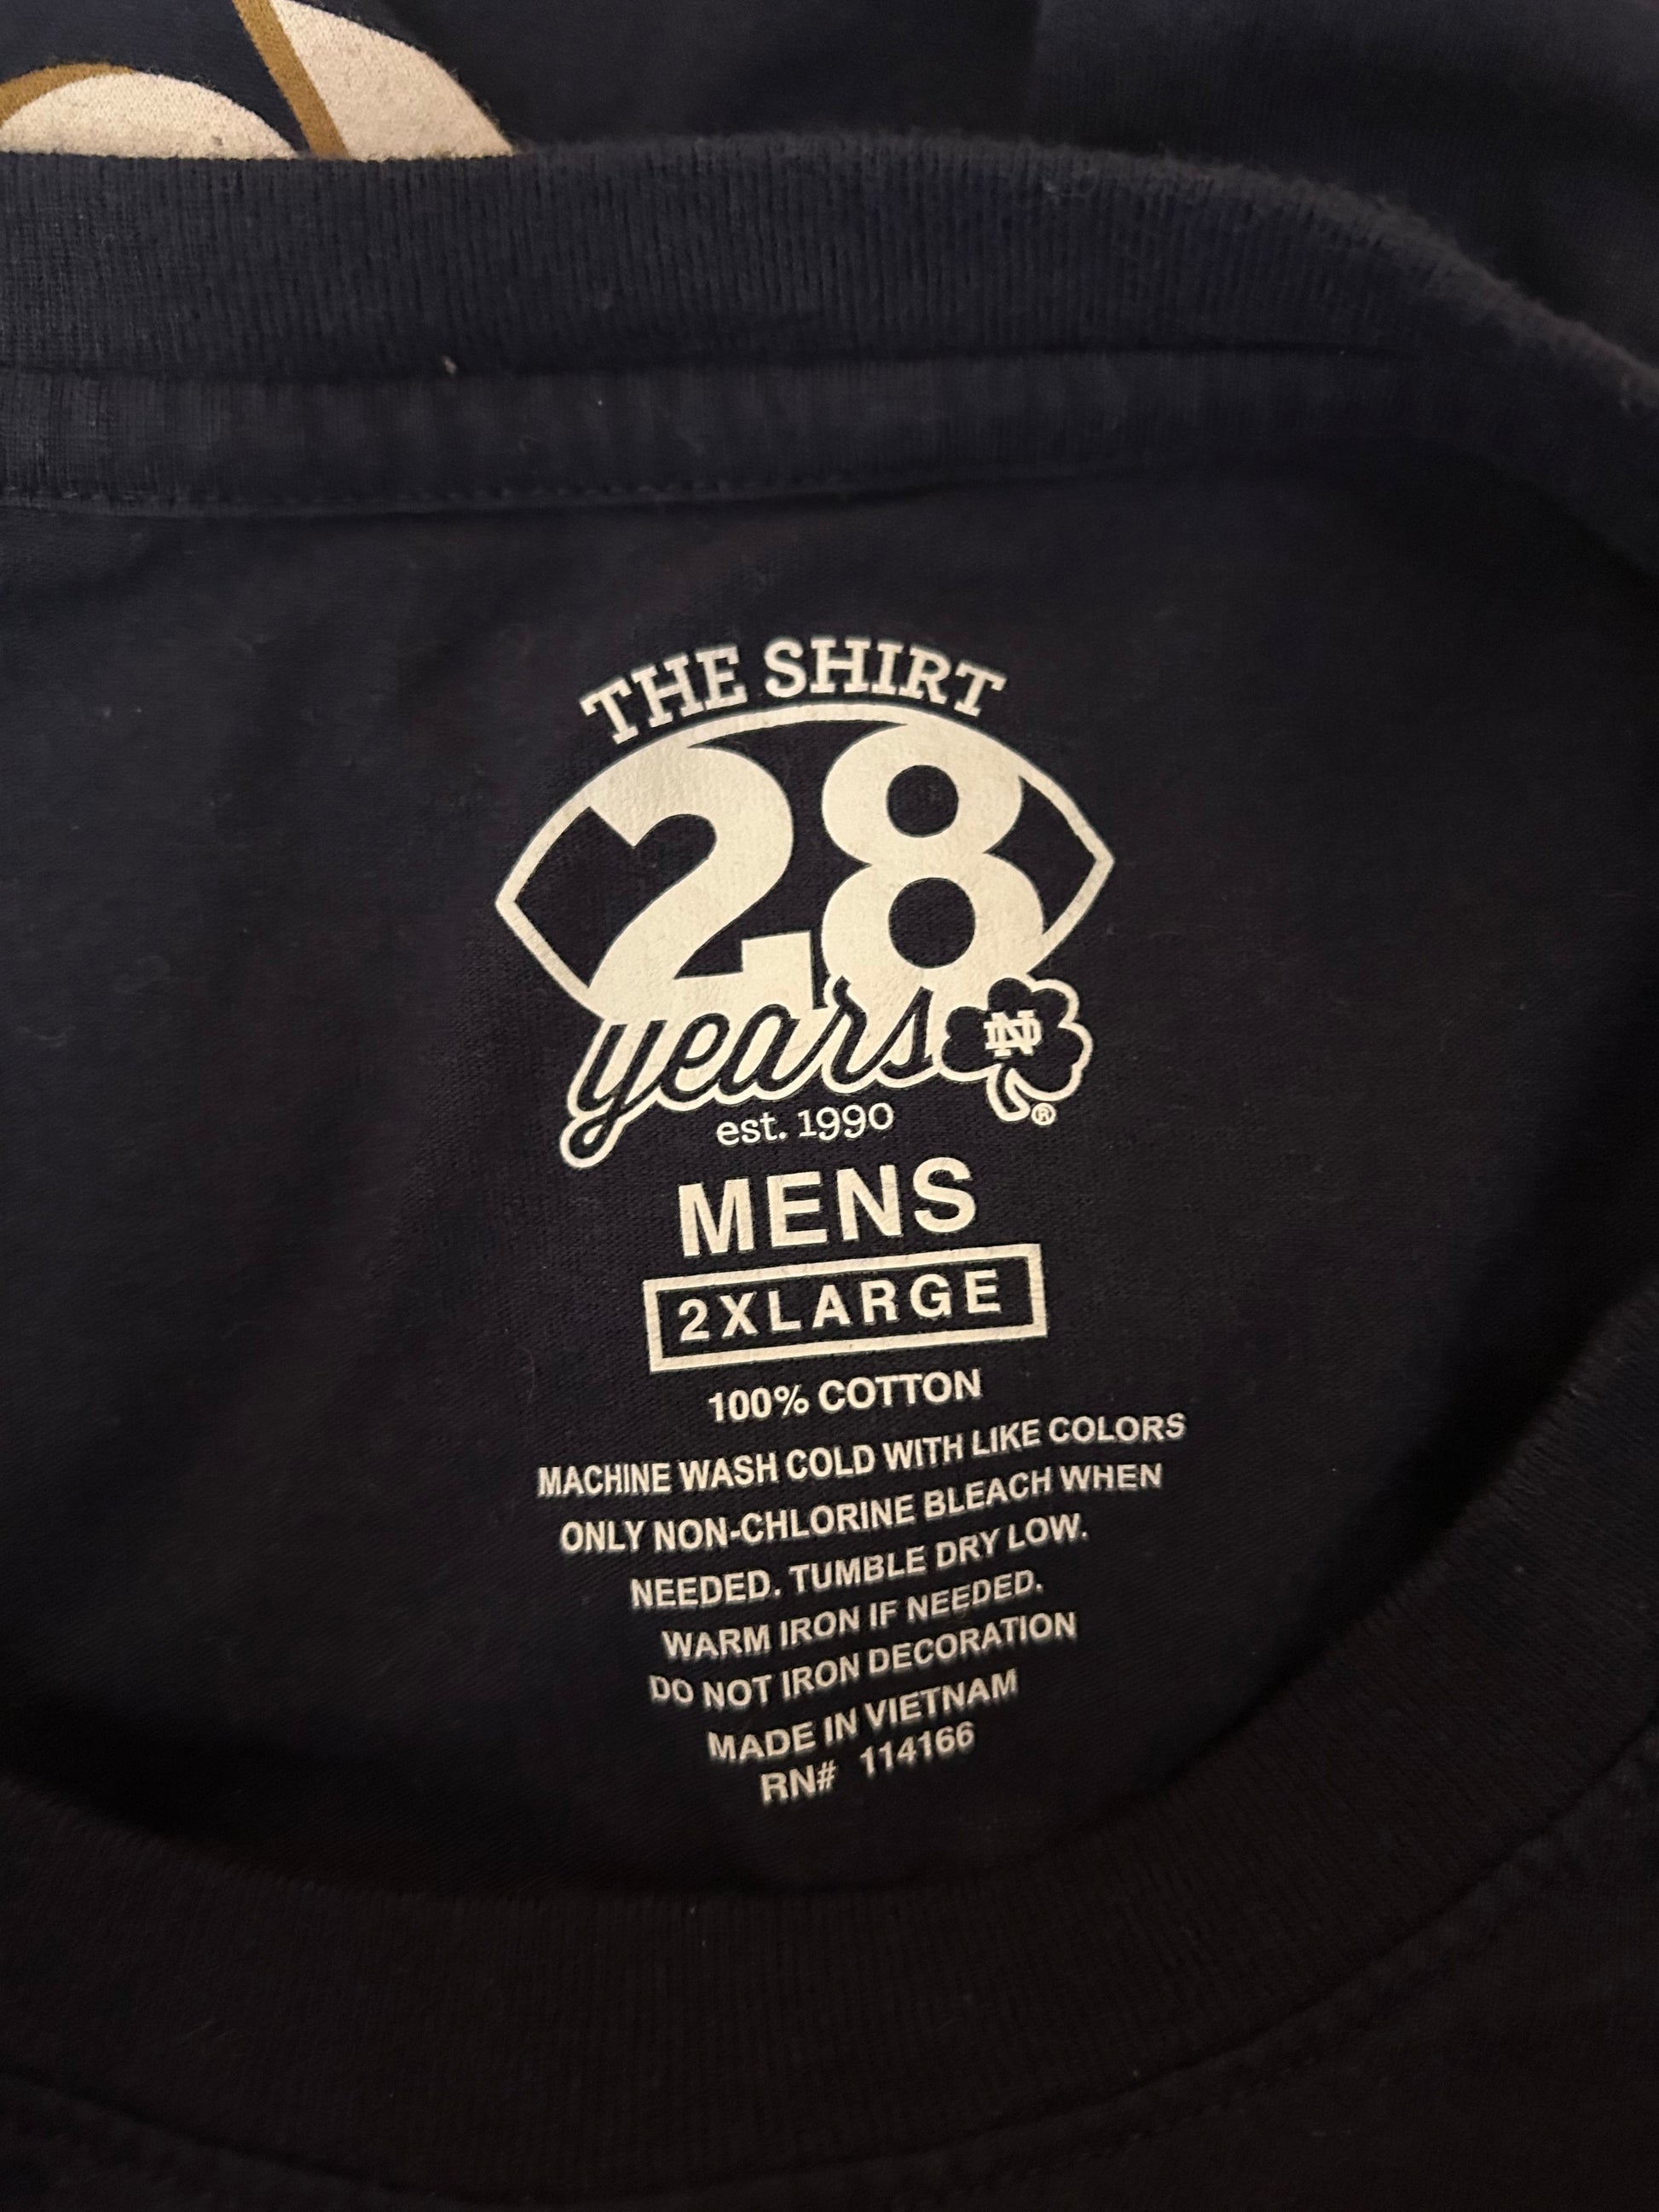 THE SHIRT
28
years
ND
®
est. 1990
MENS
2XLARGE
100% COTTON
MACHINE WASH COLD WITH LIKE COLORS
ONLY NON-CHLORINE BLEACH WHEN
NEEDED. TUMBLE DRY LOW.
WARM IRON IF NEEDED.
DO NOT IRON DECORATION
MADE IN VIETNAM
RN# 114166